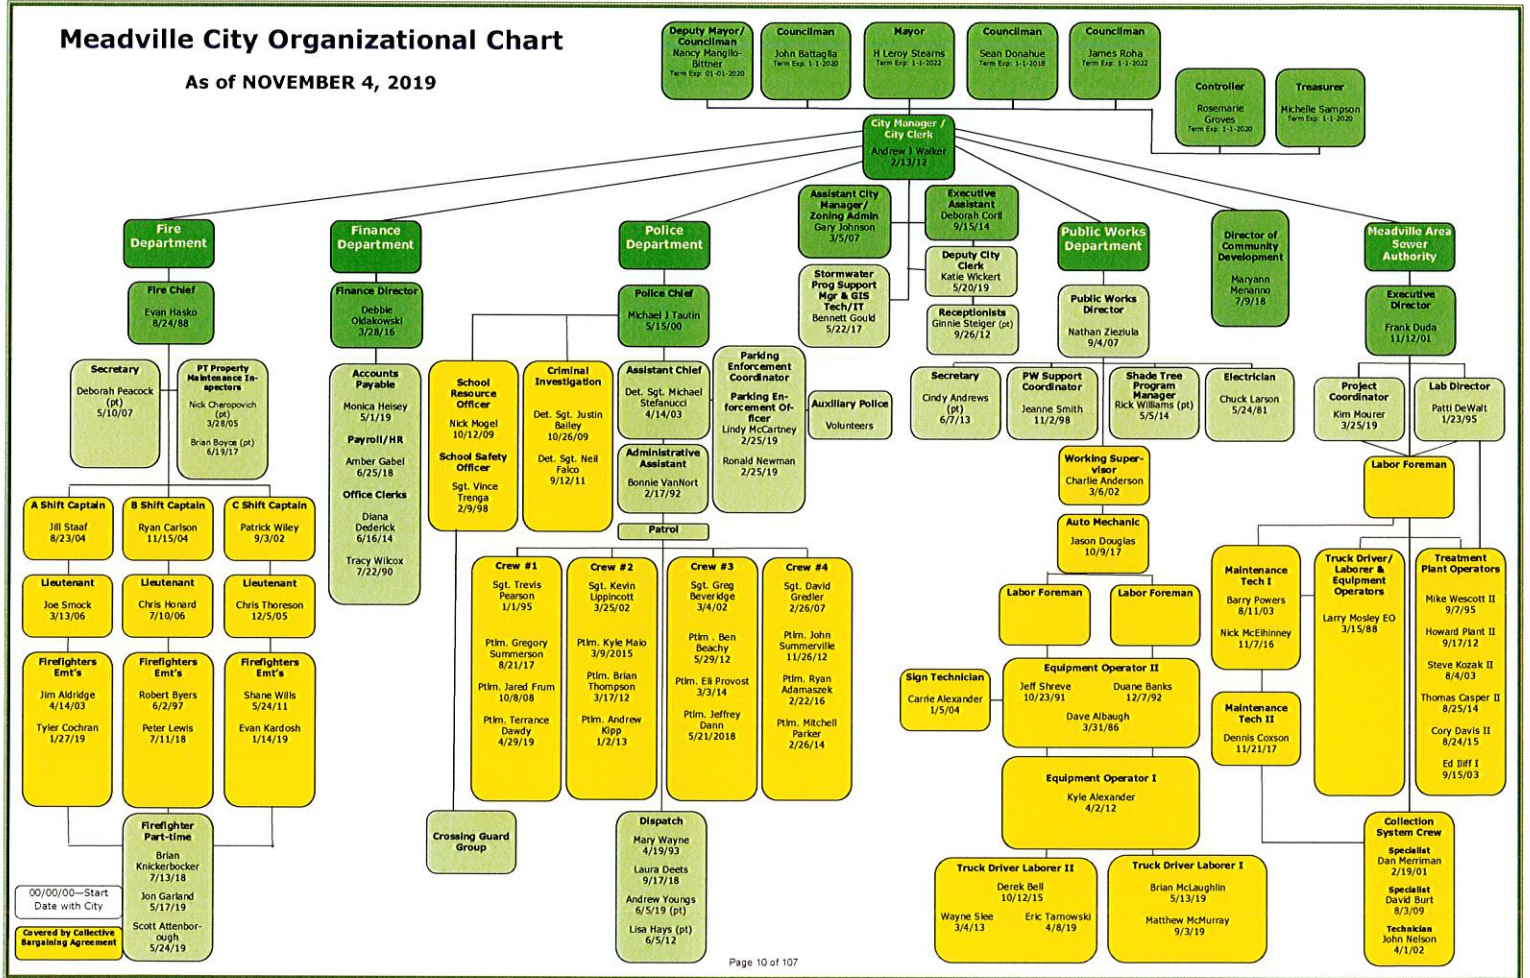 Meadville City Organizational Chart
As of NOVEMBER 4, 2019
Deputy Mayor/
Councilman
Nancy Mangilo-
Bittner
Term Exp: 01-01-2020
Councilman
John Battaglia
Term Exp: 1-1-2020
Mayor
H Leroy Stearns
Term Exp: 1-1-2022
Councilman
Sean Donahue
Term Exp: 1-1-2018
Councilman
James Roha
Term Exp: 1-1-2022
Controller
Rosemarie
Groves
Term Exp: 1-1-2020
Treasurer
Michelle Sampson
Term Exp: 1-1-2020
City Manager /
City Clerk
Andrew J Walker
2/13/12
Assistant City
Manager/
Zoning Admin
Gary Johnson
3/5/07
Executive
Assistant
Deborah Coril
9/15/14
Stormwater
Prog Support
Mgr & GIS
Tech/IT
Bennett Gould
5/22/17
Deputy City
Clerk
Katie Wickert
5/20/19
Receptionists
Ginnie Steiger (pt)
9/26/12
Fire
Department
Fire Chief
Evan Hasko
8/24/88
Secretary
Deborah Peacock
(pt)
5/10/07
PT Property
Maintenance In-
spectors
Nick Cheropovich
(pt)
3/28/05
Brian Boyce (pt)
6/19/17
A Shift Captain
Jill Staaf
8/23/04
B Shift Captain
Ryan Carlson
11/15/04
C Shift Captain
Patrick Wiley
9/3/02
Lieutenant
Joe Smock
3/13/06
Lieutenant
Chris Honard
7/10/06
Lieutenant
Chris Thoreson
12/5/05
Firefighters
Emt's
Jim Aldridge
4/14/03
Tyler Cochran
1/27/19
Firefighters
Emt's
Robert Byers
6/2/97
Peter Lewis
7/11/18
Firefighters
Emt's
Shane Wills
5/24/11
Evan Kardosh
1/14/19
Firefighter
Part-time
Brian
Knickerbocker
7/13/18
Jon Garland
5/17/19
Scott Attenbor-
ough
5/24/19
00/00/00—Start
Date with City
Covered by Collective
Bargaining Agreement
Finance
Department
Finance Director
Debbie
Oldakowski
3/28/16
Accounts
Payable
Monica Heisey
5/1/19
Payroll/HR
Amber Gabel
6/25/18
Office Clerks
Diana
Dederick
6/16/14
Tracy Wilcox
7/22/90
Police
Department
Police Chief
Michael J Tautin
5/15/00
School
Resource
Officer
Nick Mogel
10/12/09
School Safety
Officer
Sgt. Vince
Trenga
2/9/98
Criminal
Investigation
Det. Sgt. Justin
Bailey
10/26/09
Det. Sgt. Neil
Falco
9/12/11
Assistant Chief
Det. Sgt. Michael
Stefanucci
4/14/03
Administrative
Assistant
Bonnie VanNort
2/17/92
Parking
Enforcement
Coordinator
Parking En-
forcement Of-
ficer
Lindy McCartney
2/25/19
Ronald Newman
2/25/19
Auxiliary Police
Volunteers
Patrol
Crew #1
Sgt. Trevis
Pearson
1/1/95
Ptlm. Gregory
Summerson
8/21/17
Ptlm. Jared Frum
10/8/08
Ptlm. Terrance
Dawdy
4/29/19
Crew #2
Sgt. Kevin
Lippincott
3/25/02
Ptlm. Kyle Maio
3/9/2015
Ptlm. Brian
Thompson
3/17/12
Ptlm. Andrew
Kipp
1/2/13
Crew #3
Sgt. Greg
Beveridge
3/4/02
Ptlm . Ben
Beachy
5/29/12
Ptlm. Eli Provost
3/3/14
Ptlm. Jeffrey
Dann
5/21/2018
Crew #4
Sgt. David
Gredler
2/26/07
Ptlm. John
Summerville
11/26/12
Ptlm. Ryan
Adamaszek
2/22/16
Ptlm. Mitchell
Parker
2/26/14
Crossing Guard
Group
Dispatch
Mary Wayne
4/19/93
Laura Deets
9/17/18
Andrew Youngs
6/5/19 (pt)
Lisa Hays (pt)
6/5/12
Public Works
Department
Public Works
Director
Nathan Zieziula
9/4/07
Secretary
Cindy Andrews
(pt)
6/7/13
PW Support
Coordinator
Jeanne Smith
11/2/98
Shade Tree
Program
Manager
Rick Williams (pt)
5/5/14
Electrician
Chuck Larson
5/24/81
Working Super-
visor
Charlie Anderson
3/6/02
Auto Mechanic
Jason Douglas
10/9/17
Labor Foreman
Labor Foreman
Sign Technician
Carrie Alexander
1/5/04
Equipment Operator II
Jeff Shreve
10/23/91
Duane Banks
12/7/92
Dave Albaugh
3/31/86
Equipment Operator I
Kyle Alexander
4/2/12
Truck Driver Laborer II
Derek Bell
10/12/15
Wayne Slee
3/4/13
Eric Tarnowski
4/8/19
Truck Driver Laborer I
Brian McLaughlin
5/13/19
Matthew McMurray
9/3/19
Director of
Community
Development
Maryann
Menanno
7/9/18
Meadville Area
Sewer
Authority
Executive
Director
Frank Duda
11/12/01
Project
Coordinator
Kim Mourer
3/25/19
Lab Director
Patti DeWalt
1/23/95
Labor Foreman
Maintenance
Tech I
Barry Powers
8/11/03
Nick McElhinney
11/7/16
Maintenance
Tech II
Dennis Coxson
11/21/17
Truck Driver/
Laborer &
Equipment
Operators
Larry Mosley EO
3/15/88
Treatment
Plant Operators
Mike Wescott II
9/7/95
Howard Plant II
9/17/12
Steve Kozak II
8/4/03
Thomas Casper II
8/25/14
Cory Davis II
8/24/15
Ed Iliff I
9/15/03
Collection
System Crew
Specialist
Dan Merriman
2/19/01
Specialist
David Burt
8/3/09
Technician
John Nelson
4/1/02
Page 10 of 107